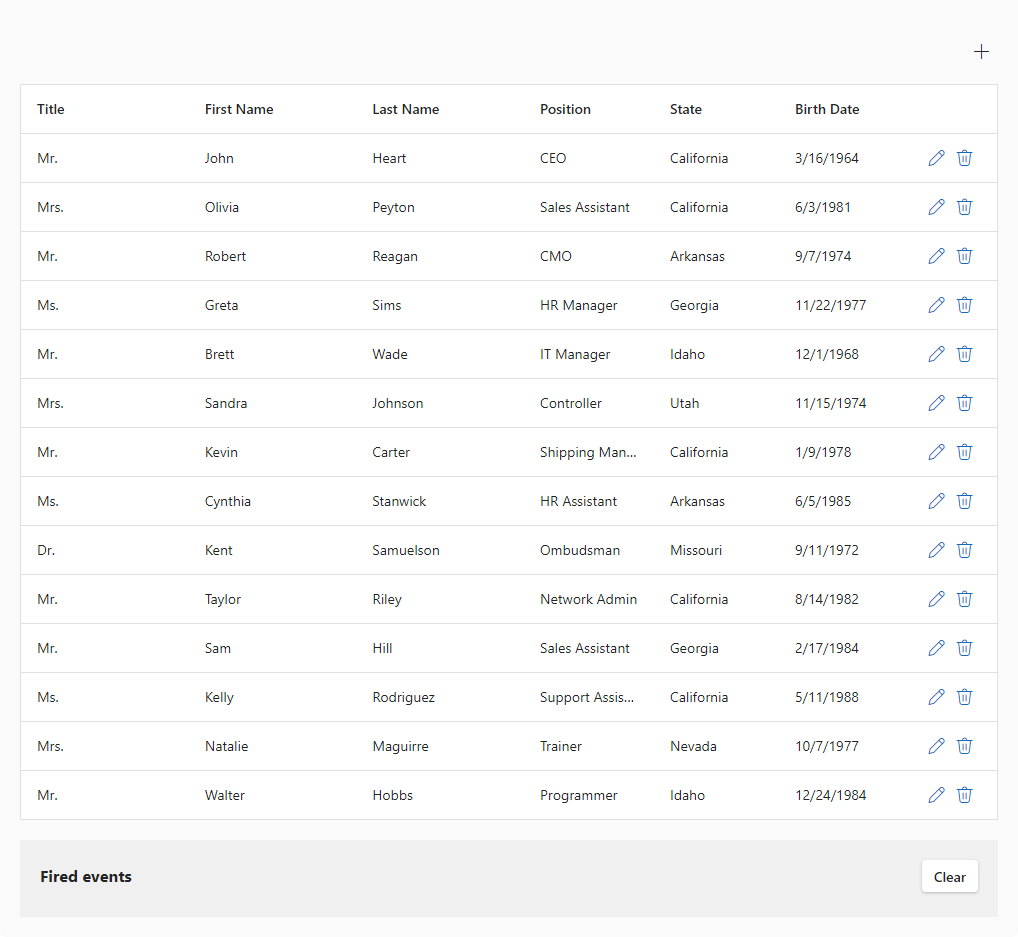 Title First Name Last Name Position State Birth Date
Mr. John Heart CEO California 3/16/1964
Mrs. Olivia Peyton Sales Assistant California 6/3/1981
Mr. Robert Reagan CMO Arkansas 9/7/1974
Ms. Greta Sims HR Manager Georgia 11/22/1977
Mr. Brett Wade IT Manager Idaho 12/1/1968
Mrs. Sandra Johnson Controller Utah 11/15/1974
Mr. Kevin Carter Shipping Man... California 1/9/1978
Ms. Cynthia Stanwick HR Assistant Arkansas 6/5/1985
Dr. Kent Samuelson Ombudsman Missouri 9/11/1972
Mr. Taylor Riley Network Admin California 8/14/1982
Mr. Sam Hill Sales Assistant Georgia 2/17/1984
Ms. Kelly Rodriguez Support Assis... California 5/11/1988
Mrs. Natalie Maguirre Trainer Nevada 10/7/1977
Mr. Walter Hobbs Programmer Idaho 12/24/1984
Fired events Clear